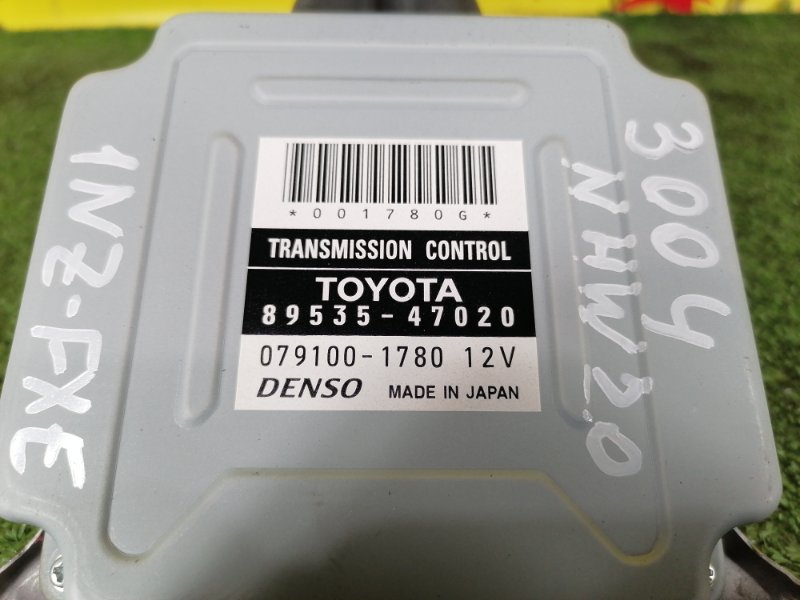 *001780G*
TRANSMISSION CONTROL
TOYOTA
89535-47020
079100-1780 12V
DENSO MADE IN JAPAN
1NZ-FXE
3004
NHW20